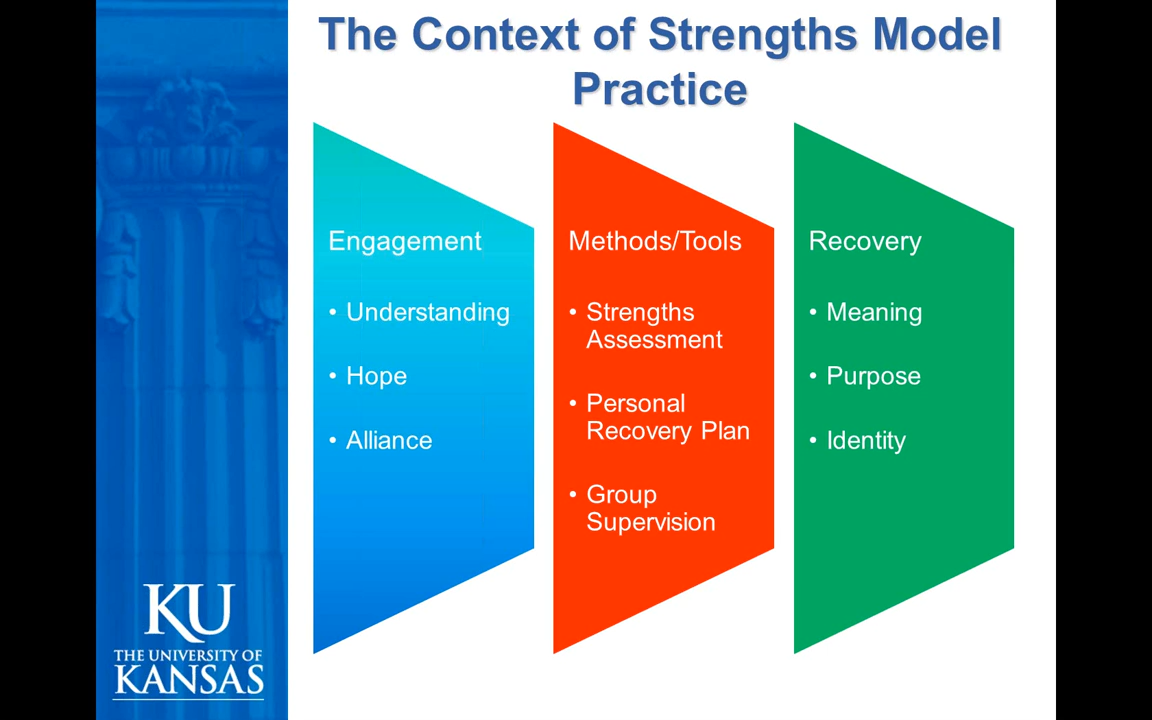 The Context of Strengths Model
Practice
Engagement
• Understanding
• Hope
• Alliance
Methods/Tools
• Strengths
Assessment
• Personal
Recovery Plan
• Group
Supervision
Recovery
• Meaning
• Purpose
• Identity
KU
THE UNIVERSITY OF
KANSAS